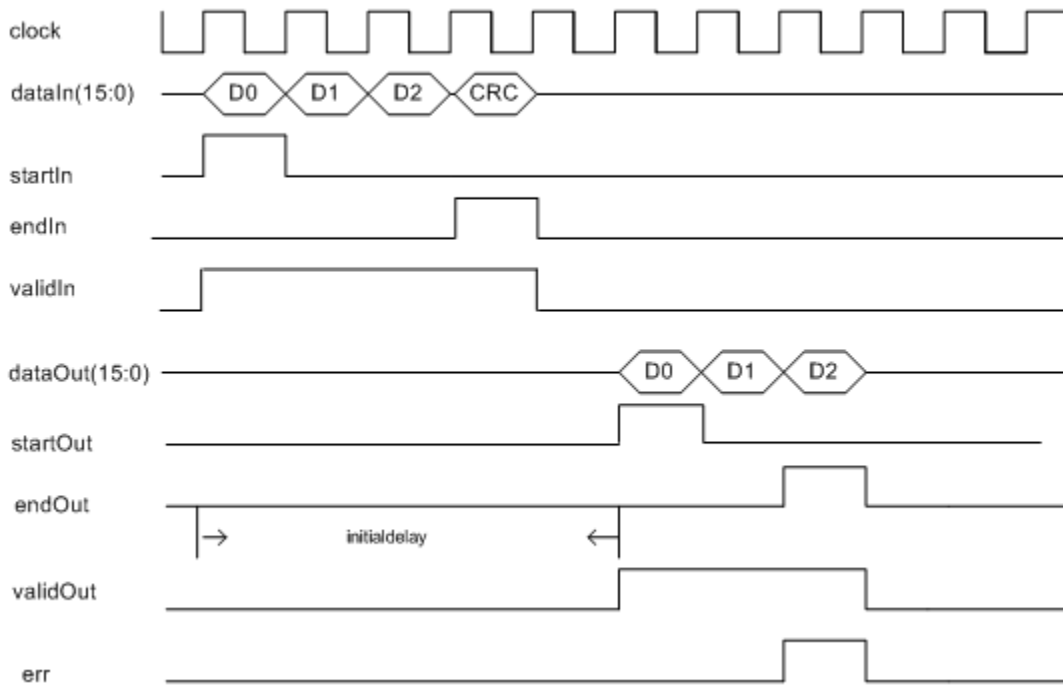 clock
dataIn(15:0) D0 D1 D2 CRC
startIn
endIn
validIn
dataOut(15:0) D0 D1 D2
startOut
endOut
initialdelay
validOut
err